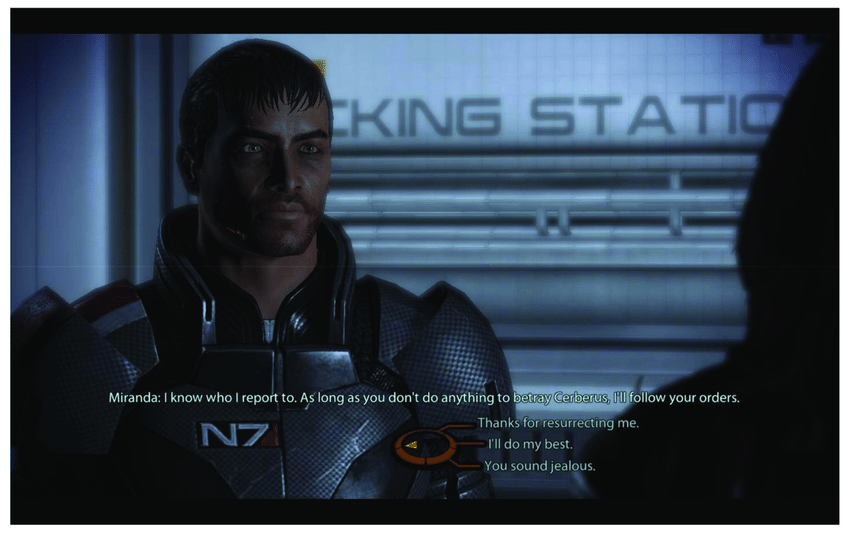 CKING STATIO
Miranda: I know who I report to. As long as you don't do anything to betray Cerberus, I'll follow your orders.
Thanks for resurrecting me.
N7
I'll do my best.
You sound jealous.